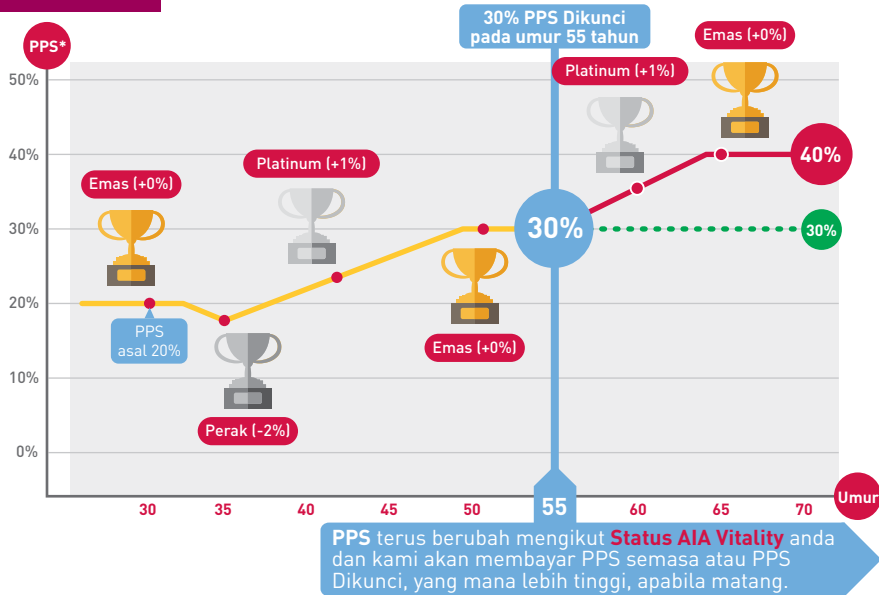 PPS*
30% PPS Dikunci
pada umur 55 tahun
Emas (+0%)
Platinum (+1%)
50%
40%
30%
20%
10%
0%
Emas (+0%)
Platinum (+1%)
40%
30%
30%
PPS
asal 20%
Emas (+0%)
Perak (-2%)
30
35
40
45
50
55
60
65
70
Umur
PPS terus berubah mengikut Status AIA Vitality anda
dan kami akan membayar PPS semasa atau PPS
Dikunci, yang mana lebih tinggi, apabila matang.